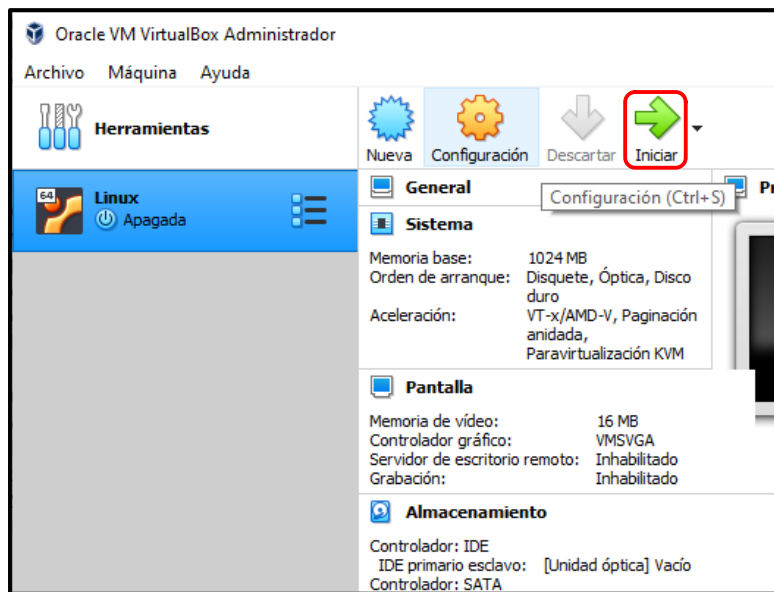 Oracle VM VirtualBox Administrador
Archivo Máquina Ayuda
Herramientas
Nueva Configuración Descartar Iniciar
64
Linux
Apagada
General
Configuración (Ctrl+S)
Sistema
Memoria base: 1024 MB
Orden de arranque: Disquete, Óptica, Disco
duro
Aceleración: VT-x/AMD-V, Paginación
anidada,
Paravirtualización KVM
Pantalla
Memoria de vídeo: 16 MB
Controlador gráfico: VMSVGA
Servidor de escritorio remoto: Inhabilitado
Grabación: Inhabilitado
Almacenamiento
Controlador: IDE
IDE primario esclavo: [Unidad óptica] Vacío
Controlador: SATA